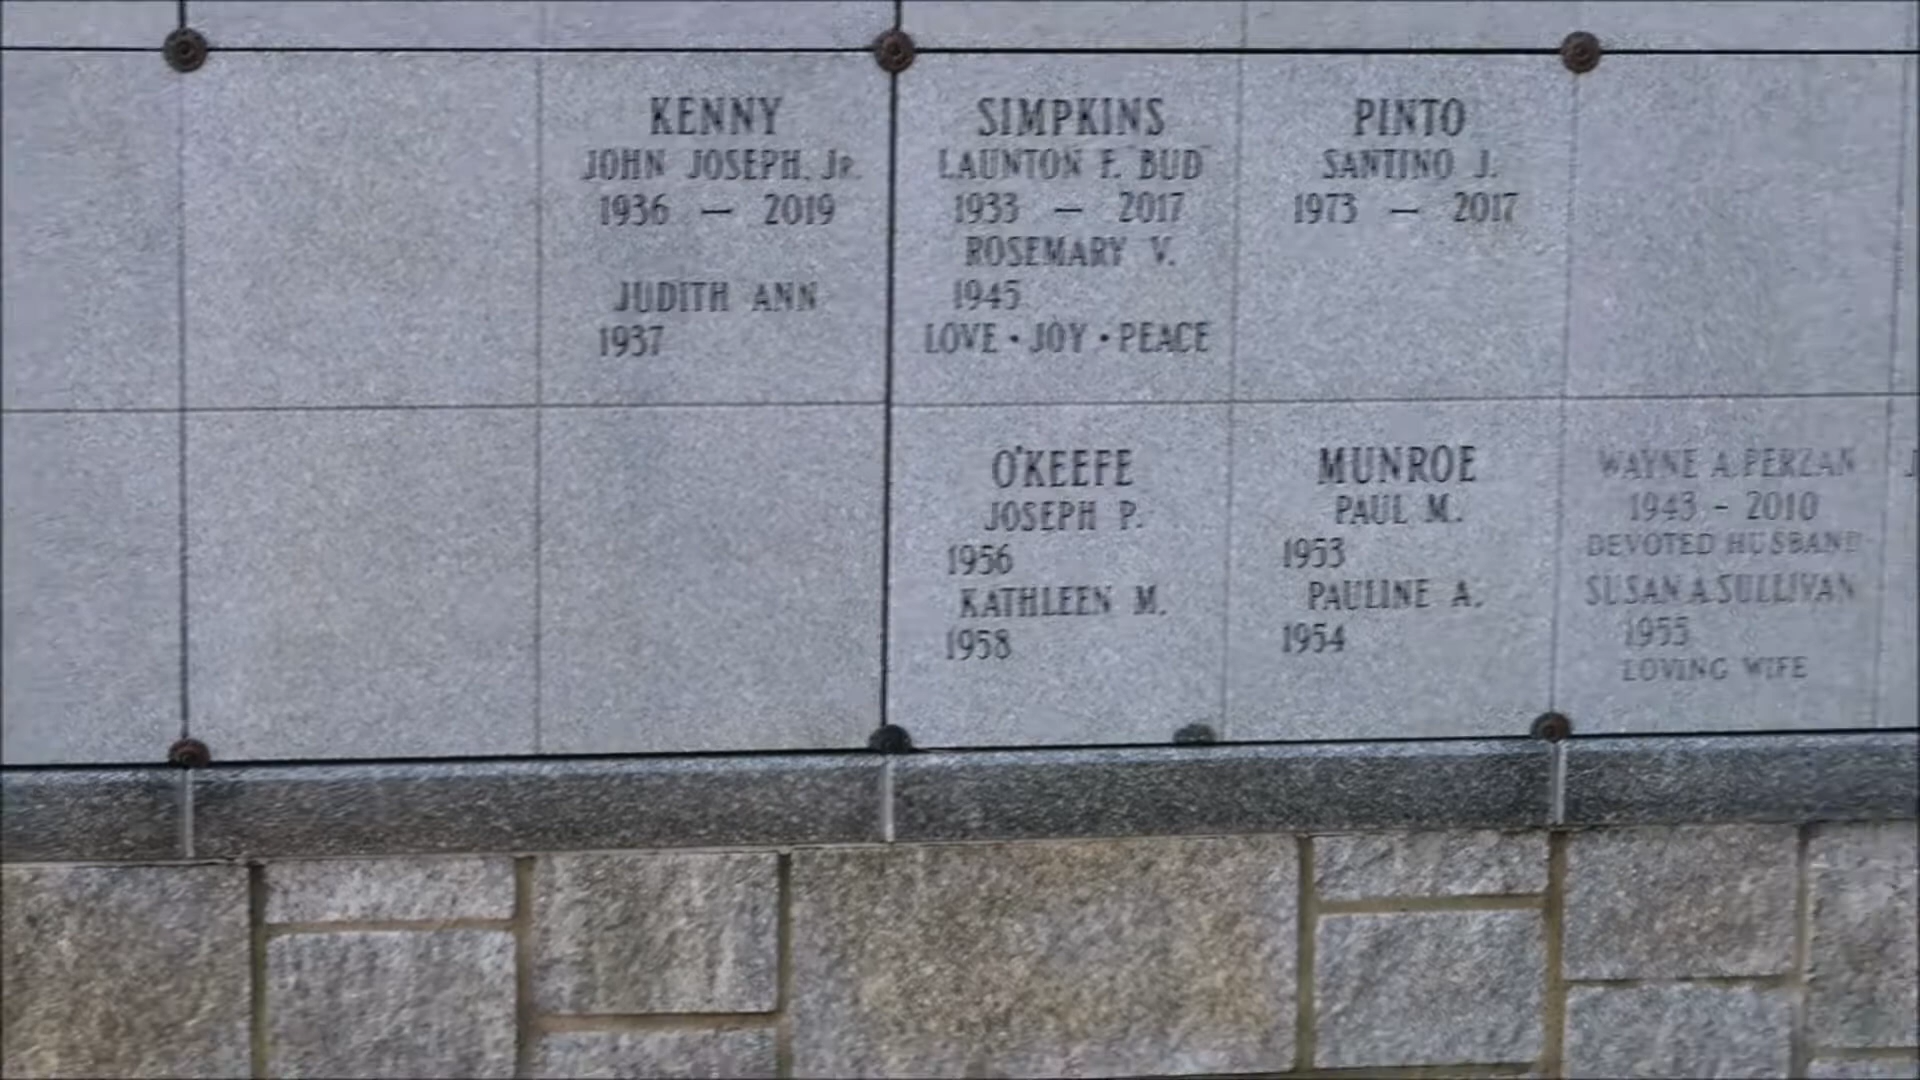 KENNY
JOHN JOSEPH, JR.
1936 — 2019
JUDITH ANN
1937
SIMPKINS
LAUNTON F. "BUD"
1933 — 2017
ROSEMARY V.
1945
LOVE · JOY · PEACE
PINTO
SANTINO J.
1973 — 2017
O'KEEFE
JOSEPH P.
1956
KATHLEEN M.
1958
MUNROE
PAUL M.
1953
PAULINE A.
1954
WAYNE A. PERZAN
1943 - 2010
DEVOTED HUSBAND
SUSAN A SULLIVAN
1955
LOVING WIFE